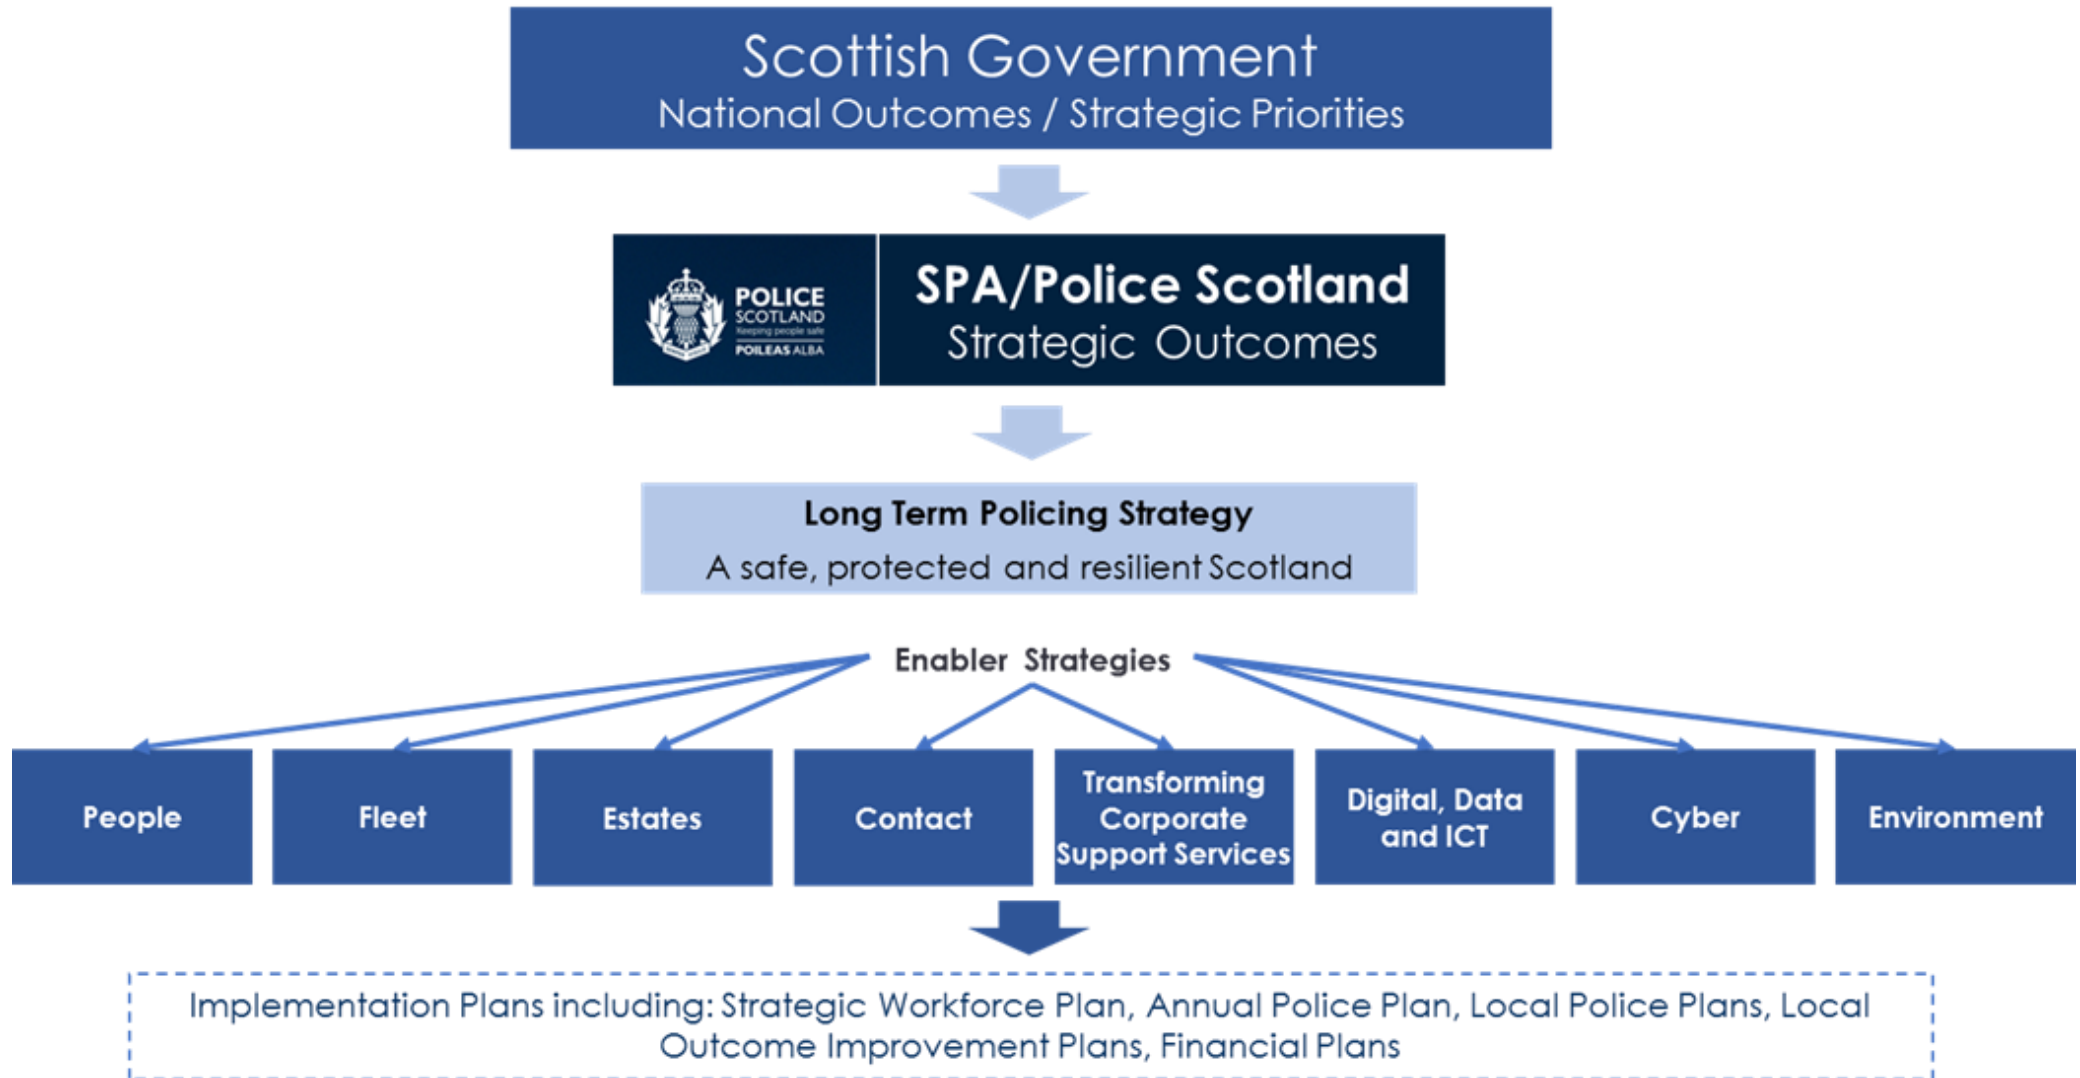 Scottish Government
National Outcomes / Strategic Priorities
POLICE
SCOTLAND
Keeping people safe
POILEAS ALBA
SPA/Police Scotland
Strategic Outcomes
Long Term Policing Strategy
A safe, protected and resilient Scotland
Enabler Strategies
People
Fleet
Estates
Contact
Transforming
Corporate
Support Services
Digital, Data
and ICT
Cyber
Environment
Implementation Plans including: Strategic Workforce Plan, Annual Police Plan, Local Police Plans, Local
Outcome Improvement Plans, Financial Plans